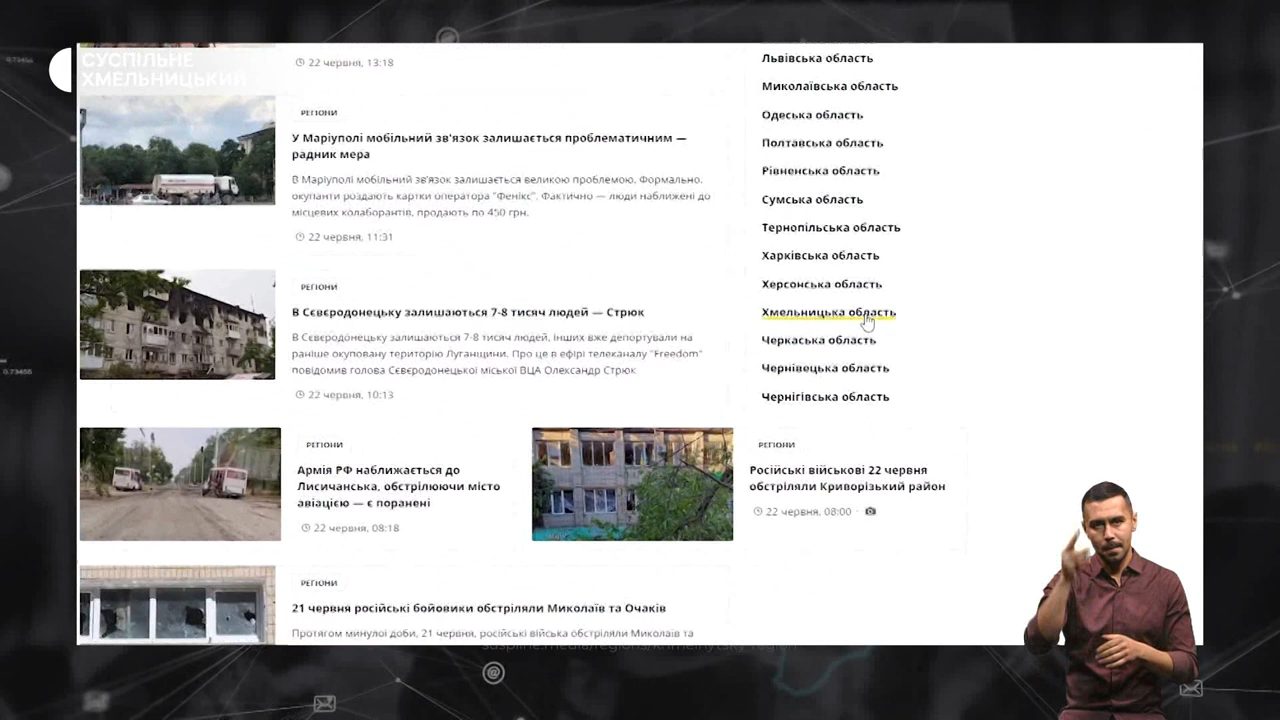 СУСПІЛЬНЕ
ХМЕЛЬНИЦЬКИЙ
22 червня, 13:18
РЕГІОНИ
У Маріуполі мобільний зв'язок залишається проблематичним —
радник мера
В Маріуполі мобільний зв'язок залишається великою проблемою. Формально,
окупанти роздають картки оператора "Фенікс". Фактично — люди наближені до
місцевих колаборантів, продають по 450 грн.
22 червня, 11:31
РЕГІОНИ
В Сєвєродонецьку залишаються 7-8 тисяч людей — Стрюк
В Сєвєродонецьку залишаються 7-8 тисяч людей, інших вже депортували на
раніше окуповану територію Луганщини. Про це в ефірі телеканалу "Freedom"
повідомив голова Сєвєродонецької міської ВЦА Олександр Стрюк
22 червня, 10:13
РЕГІОНИ
Армія РФ наближається до
Лисичанська, обстрілюючи місто
авіацією — є поранені
22 червня, 08:18
РЕГІОНИ
Російські військові 22 червня
обстріляли Криворізький район
22 червня, 08:00
РЕГІОНИ
21 червня російські бойовики обстріляли Миколаїв та Очаків
Протягом минулої доби, 21 червня, російські війська обстріляли Миколаїв та
Львівська область
Миколаївська область
Одеська область
Полтавська область
Рівненська область
Сумська область
Тернопільська область
Харківська область
Херсонська область
Хмельницька область
Черкаська область
Чернівецька область
Чернігівська область